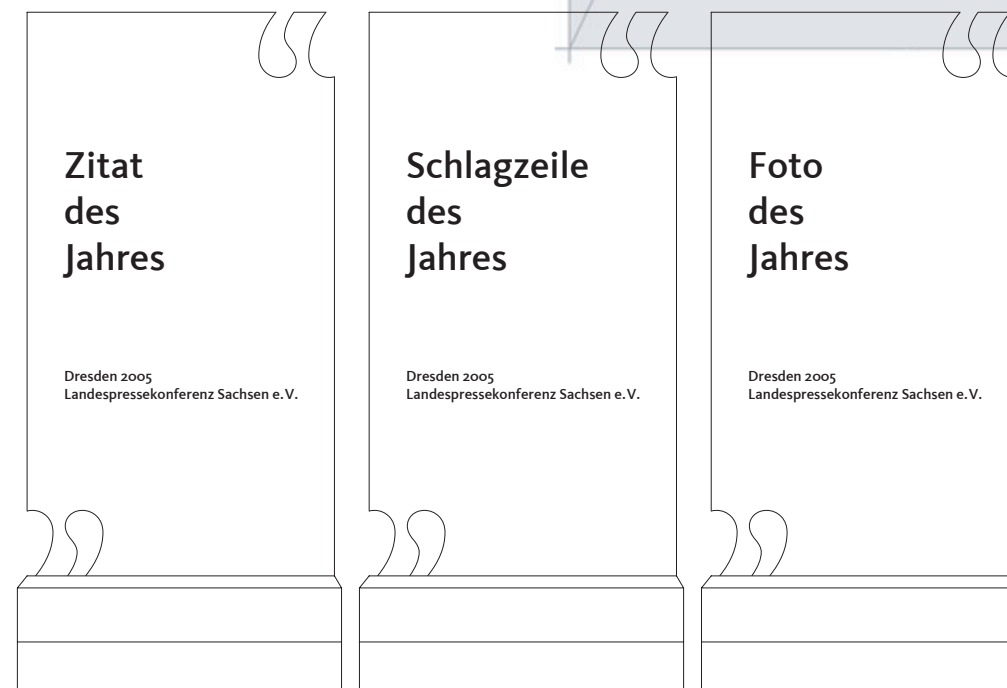 Zitat
des
Jahres
Dresden 2005
Landespressekonferenz Sachsen e.V.
Schlagzeile
des
Jahres
Dresden 2005
Landespressekonferenz Sachsen e.V.
Foto
des
Jahres
Dresden 2005
Landespressekonferenz Sachsen e.V.